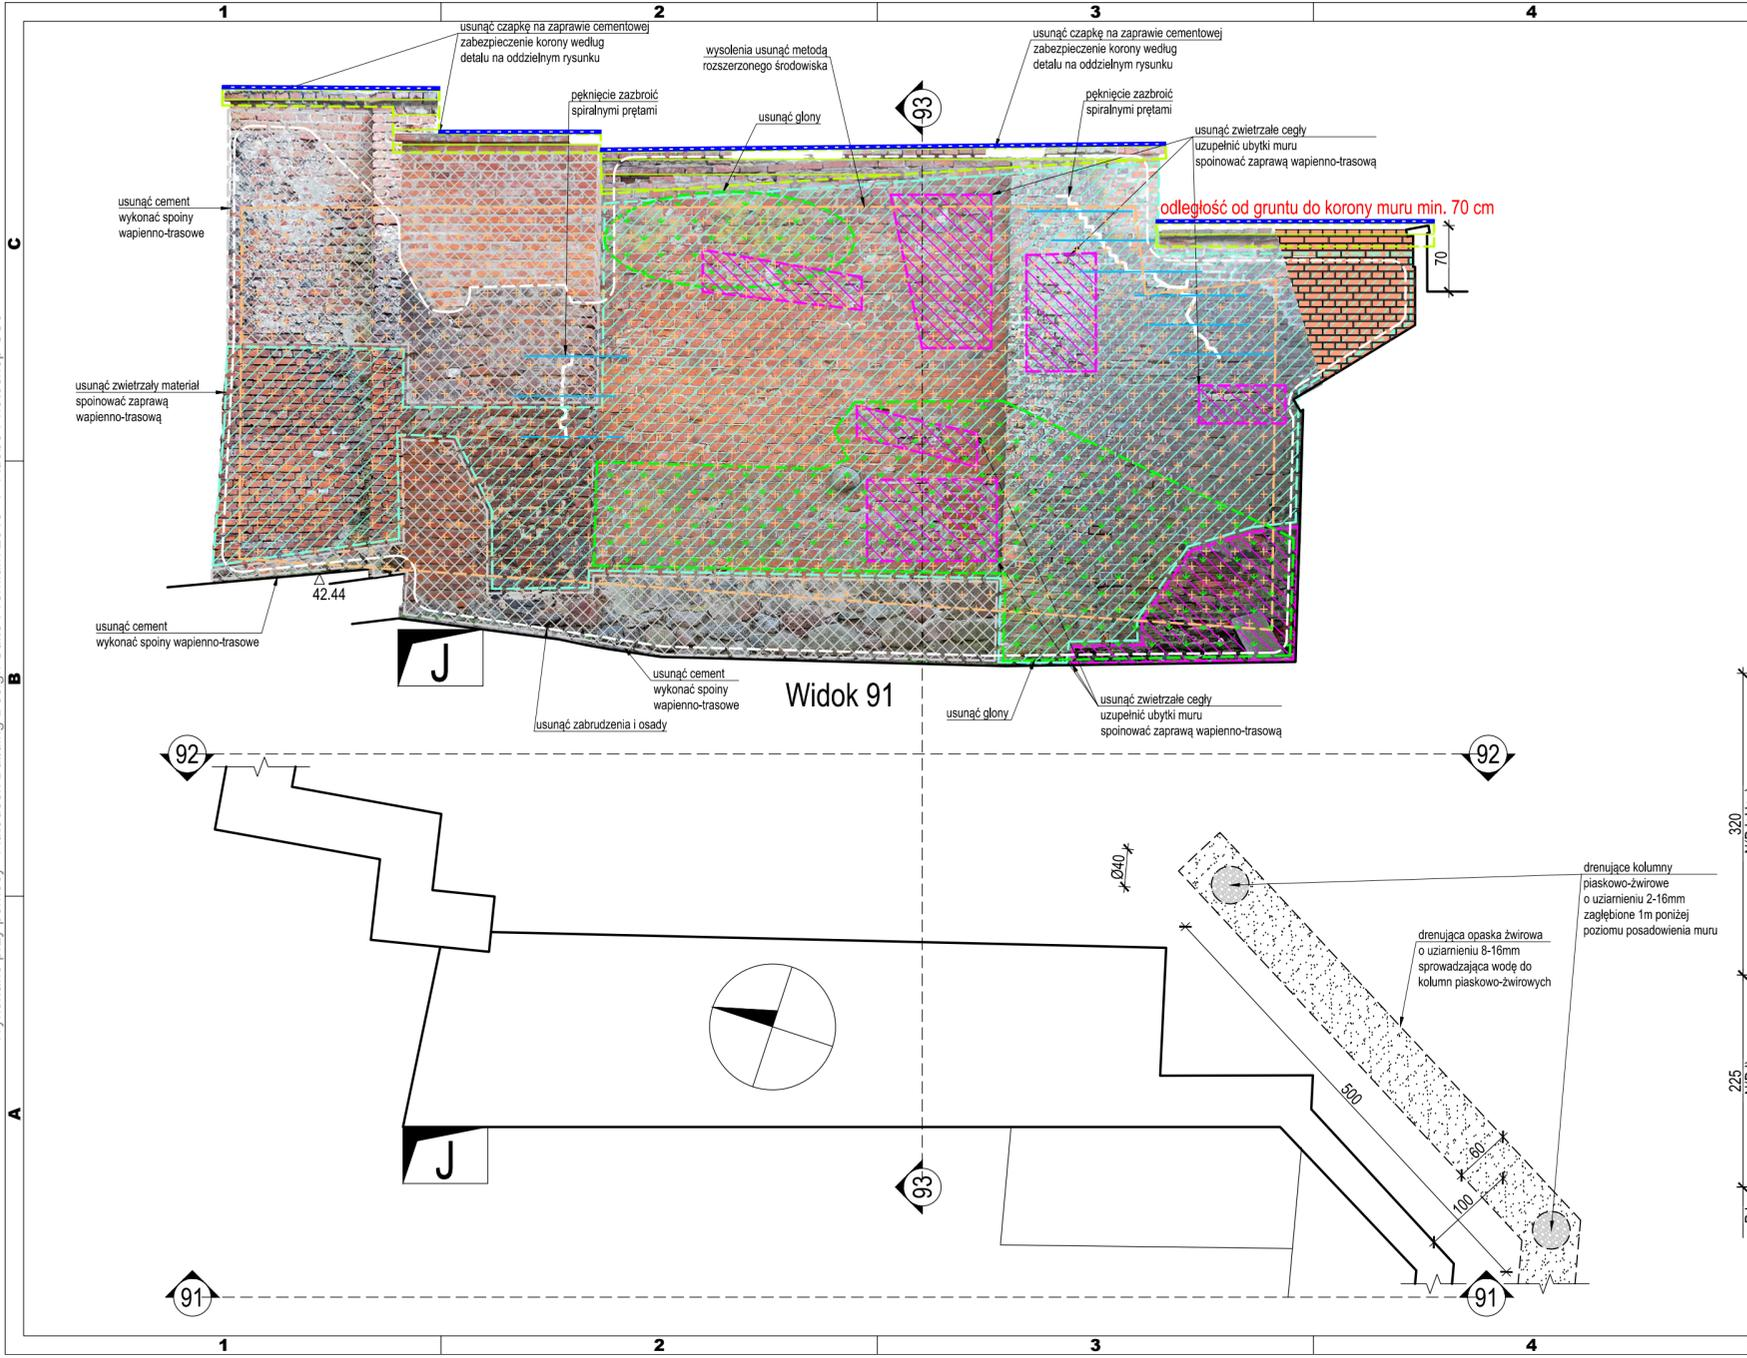 1
2
3
4
usunąć czapkę na zaprawie cementowej
zabezpieczenie korony według
detalu na oddzielnym rysunku
wysolenia usunąć metodą
rozszerzonego środowiska
usunąć czapkę na zaprawie cementowej
zabezpieczenie korony według
detalu na oddzielnym rysunku
pęknięcie zazbroić
spiralnymi prętami
usunąć glony
93
pęknięcie zazbroić
spiralnymi prętami
usunąć zwietrzałe cegły
uzupełnić ubytki muru
spoinować zaprawą wapienno-trasową
usunąć cement
wykonać spoiny
wapienno-trasowe
odległość od gruntu do korony muru min. 70 cm
C
70
usunąć zwietrzały materiał
spoinować zaprawą
wapienno-trasową
42.44
usunąć cement
wykonać spoiny wapienno-trasowe
J
B
usunąć cement
wykonać spoiny
wapienno-trasowe
usunąć zabrudzenia i osady
Widok 91
usunąć glony
usunąć zwietrzałe cegły
uzupełnić ubytki muru
spoinować zaprawą wapienno-trasową
92
92
320
Ø40
drenujące kolumny
piaskowo-żwirowe
o uziarnieniu 2-16mm
zagłębione 1m poniżej
poziomu posadowienia muru
drenująca opaska żwirowa
o uziarnieniu 8-16mm
sprowadzająca wodę do
kolumn piaskowo-żwirowych
A
225
500
60
100
J
93
91
91
1
2
3
4